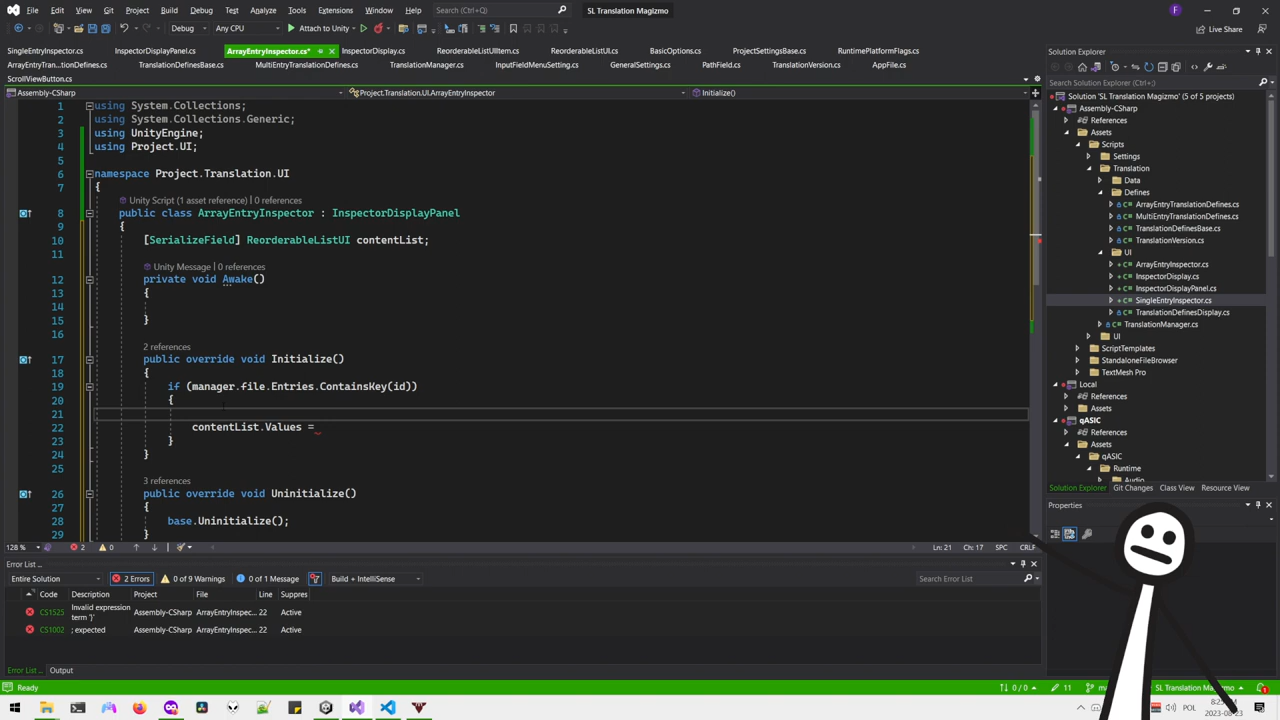 File Edit View Git Project Build Debug Test Analyze Tools Extensions Window Help Search (Ctrl+Q) SL Translation Magizmo F
Debug Any CPU Attach to Unity Live Share
SingleEntryInspector.cs InspectorDisplayPanel.cs ArrayEntryInspector.cs* InspectorDisplay.cs ReorderableListUIItem.cs ReorderableListUI.cs BasicOptions.cs ProjectSettingsBase.cs RuntimePlatformFlags.cs
ArrayEntryTran...tionDefines.cs TranslationDefinesBase.cs MultiEntryTranslationDefines.cs TranslationManager.cs InputFieldMenuSetting.cs GeneralSettings.cs PathField.cs TranslationVersion.cs AppFile.cs
ScrollViewButton.cs
Assembly-CSharp Project.Translation.UI.ArrayEntryInspector Initialize()
1 using System.Collections;
2 using System.Collections.Generic;
3 using UnityEngine;
4 using Project.UI;
5
6 namespace Project.Translation.UI
7 {
Unity Script (1 asset reference) | 0 references
8 public class ArrayEntryInspector : InspectorDisplayPanel
9 {
10 [SerializeField] ReorderableListUI contentList;
11
Unity Message | 0 references
12 private void Awake()
13 {
14
15 }
16
2 references
17 public override void Initialize()
18 {
19 if (manager.file.Entries.ContainsKey(id))
20 {
21
22 contentList.Values =
23 }
24 }
25
3 references
26 public override void Uninitialize()
27 {
28 base.Uninitialize();
29 }
128 % 2 0 Ln: 21 Ch: 17 SPC CRLF
Error List
Entire Solution 2 Errors 0 of 9 Warnings 0 of 1 Message Build + IntelliSense Search Error List
Code Description Project File Line Suppres
CS1525 Invalid expression term '}' Assembly-CSharp ArrayEntryInspec... 22 Active
CS1002 ; expected Assembly-CSharp ArrayEntryInspec... 22 Active
Error List ... Output
Solution Explorer
Search Solution Explorer (Ctrl+;)
Solution 'SL Translation Magizmo' (5 of 5 projects)
Assembly-CSharp
References
Assets
Scripts
Settings
Translation
Data
Defines
ArrayEntryTranslationDefines.cs
MultiEntryTranslationDefines.cs
TranslationDefinesBase.cs
TranslationVersion.cs
UI
ArrayEntryInspector.cs
InspectorDisplay.cs
InspectorDisplayPanel.cs
SingleEntryInspector.cs
TranslationDefinesDisplay.cs
TranslationManager.cs
UI
ScriptTemplates
StandaloneFileBrowser
TextMesh Pro
Local
References
Assets
qASIC
References
Assets
qASIC
Runtime
Audio
Solution Explorer Git Changes Class View Resource View
Properties
Ready 0 / 0 11 SL Translation Magizmo 1
POL 2023-08-23